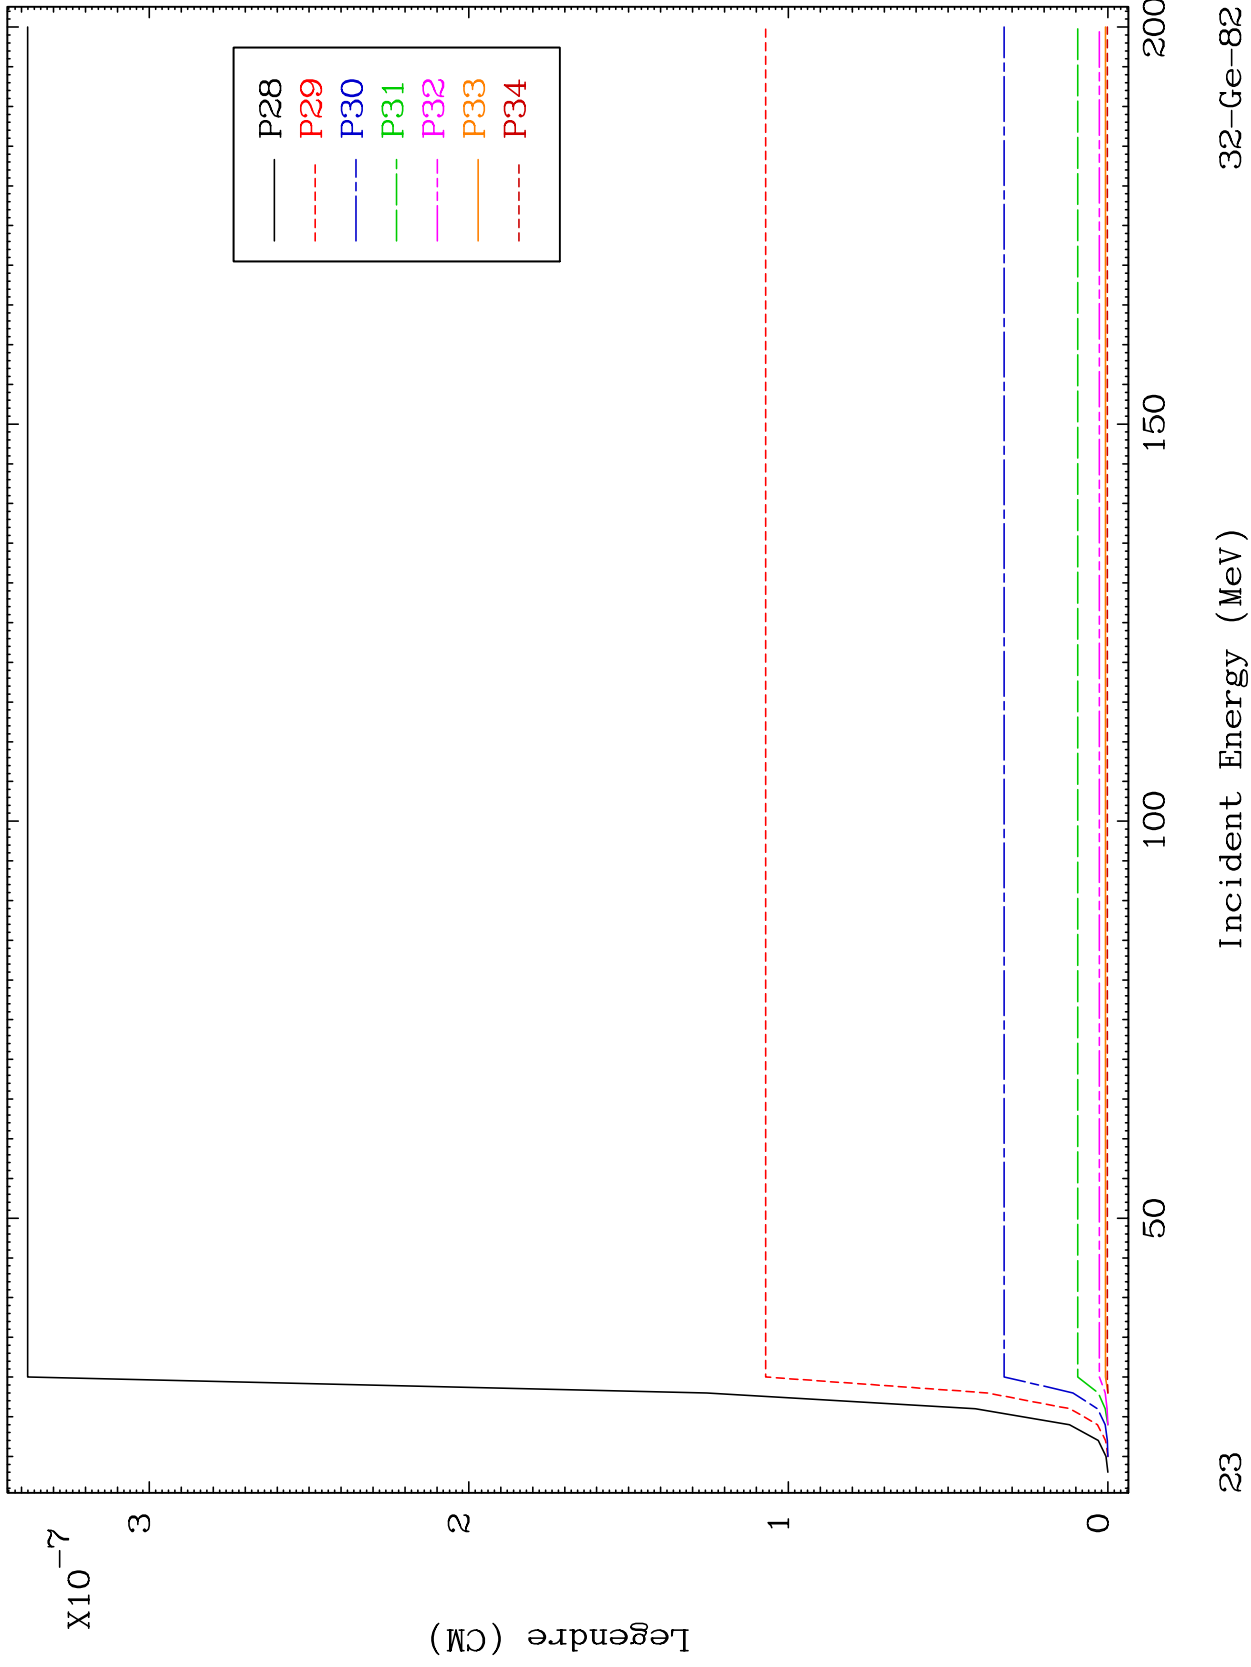 X10
-7
3
2
1
0
Legendre (CM)
P28
P29
P30
P31
P32
P33
P34
50
100
150
200
Incident Energy (MeV)
23
32-Ge-82